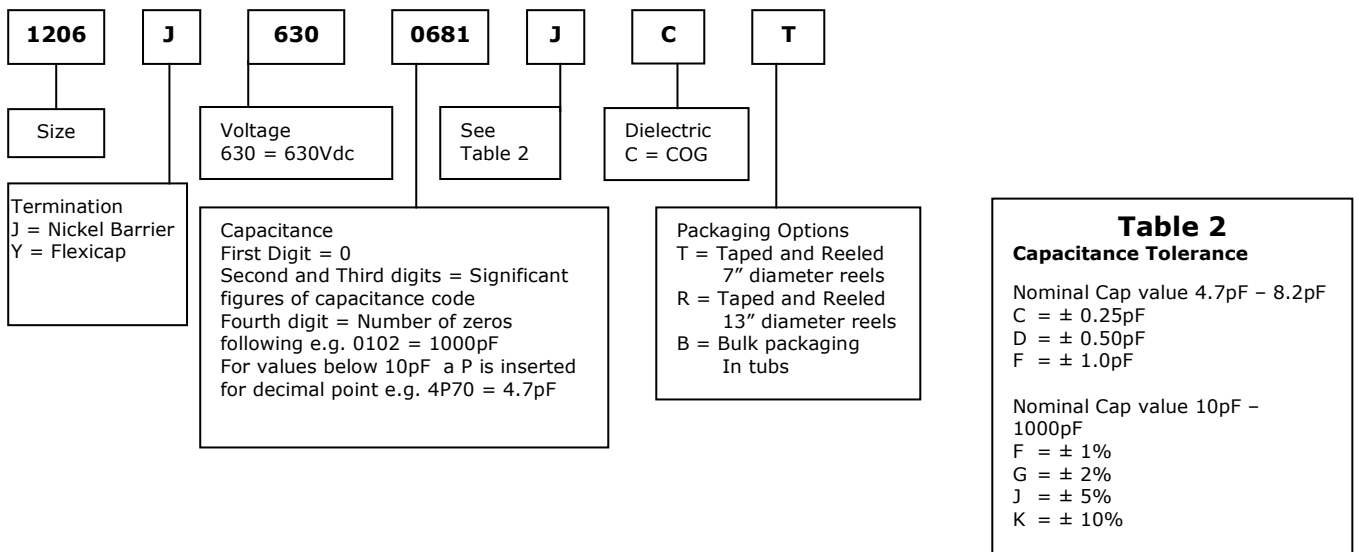 1206 J 630 0681 J C T
Size
Voltage
630 = 630Vdc
See
Table 2
Dielectric
C = COG
Termination
J = Nickel Barrier
Y = Flexicap
Capacitance
First Digit = 0
Second and Third digits = Significant
figures of capacitance code
Fourth digit = Number of zeros
following e.g. 0102 = 1000pF
For values below 10pF a P is inserted
for decimal point e.g. 4P70 = 4.7pF
Packaging Options
T = Taped and Reeled
7” diameter reels
R = Taped and Reeled
13” diameter reels
B = Bulk packaging
In tubs
Table 2
Capacitance Tolerance
Nominal Cap value 4.7pF – 8.2pF
C = ± 0.25pF
D = ± 0.50pF
F = ± 1.0pF
Nominal Cap value 10pF –
1000pF
F = ± 1%
G = ± 2%
J = ± 5%
K = ± 10%